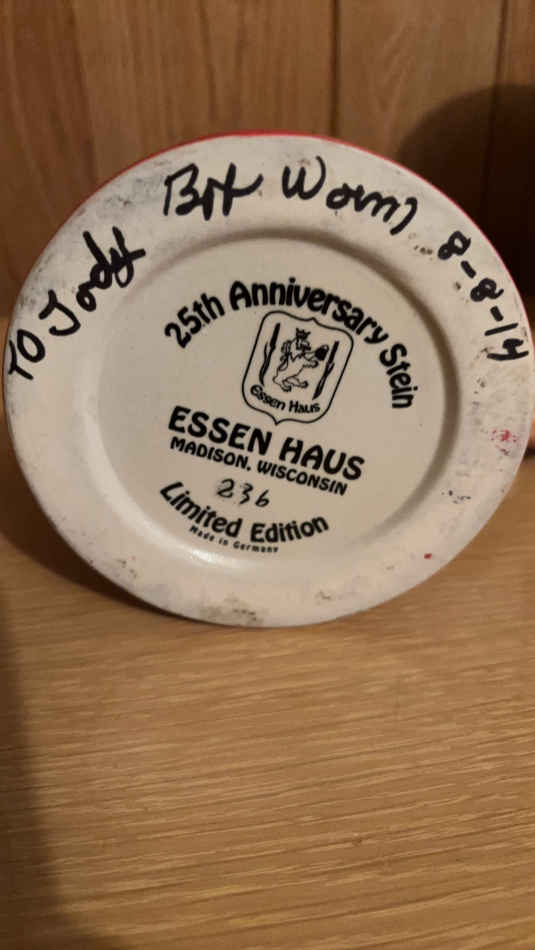 TO Jody Bob Worm 8-8-14
25th Anniversary Stein
Essen Haus
ESSEN HAUS
MADISON, WISCONSIN
236
Limited Edition
Made in Germany